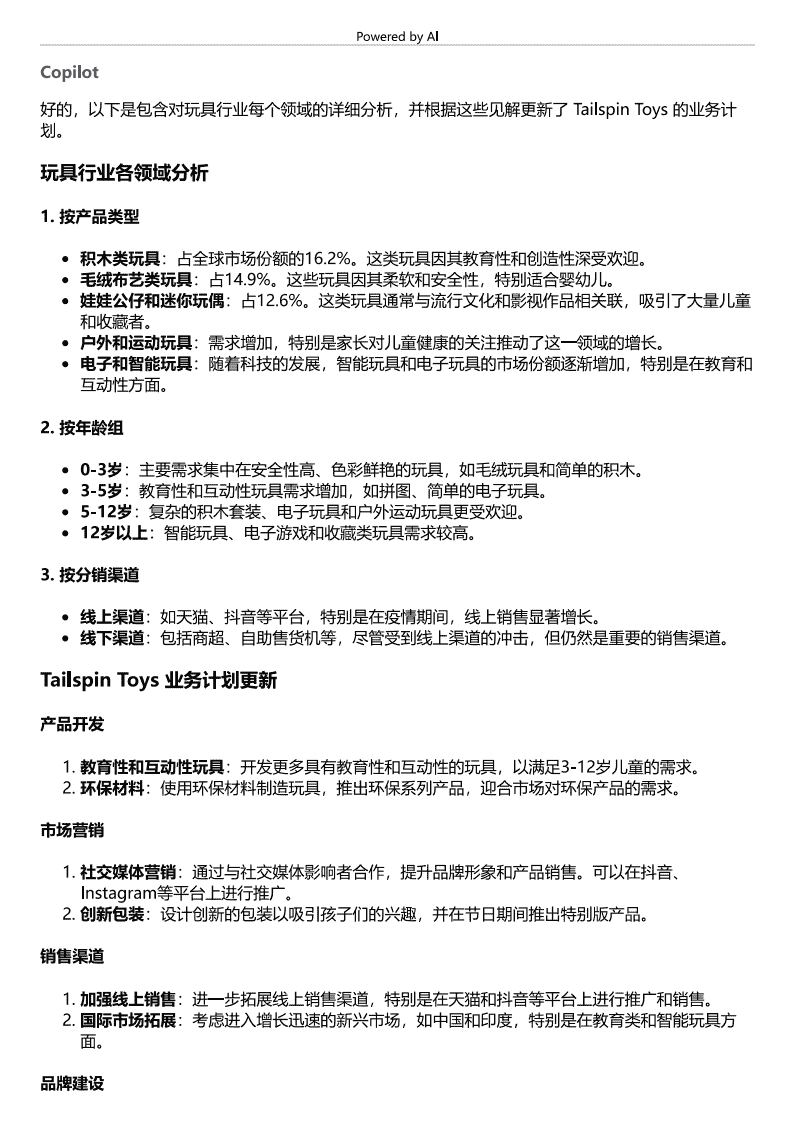 Powered by AI
Copilot
好的，以下是包含对玩具行业每个领域的详细分析，并根据这些见解更新了 Tailspin Toys 的业务计
划。
玩具行业各领域分析
1. 按产品类型
• 积木类玩具：占全球市场份额的16.2%。这类玩具因其教育性和创造性深受欢迎。
• 毛绒布艺类玩具：占14.9%。这些玩具因其柔软和安全性，特别适合婴幼儿。
• 娃娃公仔和迷你玩偶：占12.6%。这类玩具通常与流行文化和影视作品相关联，吸引了大量儿童
和收藏者。
• 户外和运动玩具：需求增加，特别是家长对儿童健康的关注推动了这一领域的增长。
• 电子和智能玩具：随着科技的发展，智能玩具和电子玩具的市场份额逐渐增加，特别是在教育和
互动性方面。
2. 按年龄组
• 0-3岁：主要需求集中在安全性高、色彩鲜艳的玩具，如毛绒玩具和简单的积木。
• 3-5岁：教育性和互动性玩具需求增加，如拼图、简单的电子玩具。
• 5-12岁：复杂的积木套装、电子玩具和户外运动玩具更受欢迎。
• 12岁以上：智能玩具、电子游戏和收藏类玩具需求较高。
3. 按分销渠道
• 线上渠道：如天猫、抖音等平台，特别是在疫情期间，线上销售显著增长。
• 线下渠道：包括商超、自助售货机等，尽管受到线上渠道的冲击，但仍然是重要的销售渠道。
Tailspin Toys 业务计划更新
产品开发
1. 教育性和互动性玩具：开发更多具有教育性和互动性的玩具，以满足3-12岁儿童的需求。
2. 环保材料：使用环保材料制造玩具，推出环保系列产品，迎合市场对环保产品的需求。
市场营销
1. 社交媒体营销：通过与社交媒体影响者合作，提升品牌形象和产品销售。可以在抖音、
Instagram等平台上进行推广。
2. 创新包装：设计创新的包装以吸引孩子们的兴趣，并在节日期间推出特别版产品。
销售渠道
1. 加强线上销售：进一步拓展线上销售渠道，特别是在天猫和抖音等平台上进行推广和销售。
2. 国际市场拓展：考虑进入增长迅速的新兴市场，如中国和印度，特别是在教育类和智能玩具方
面。
品牌建设